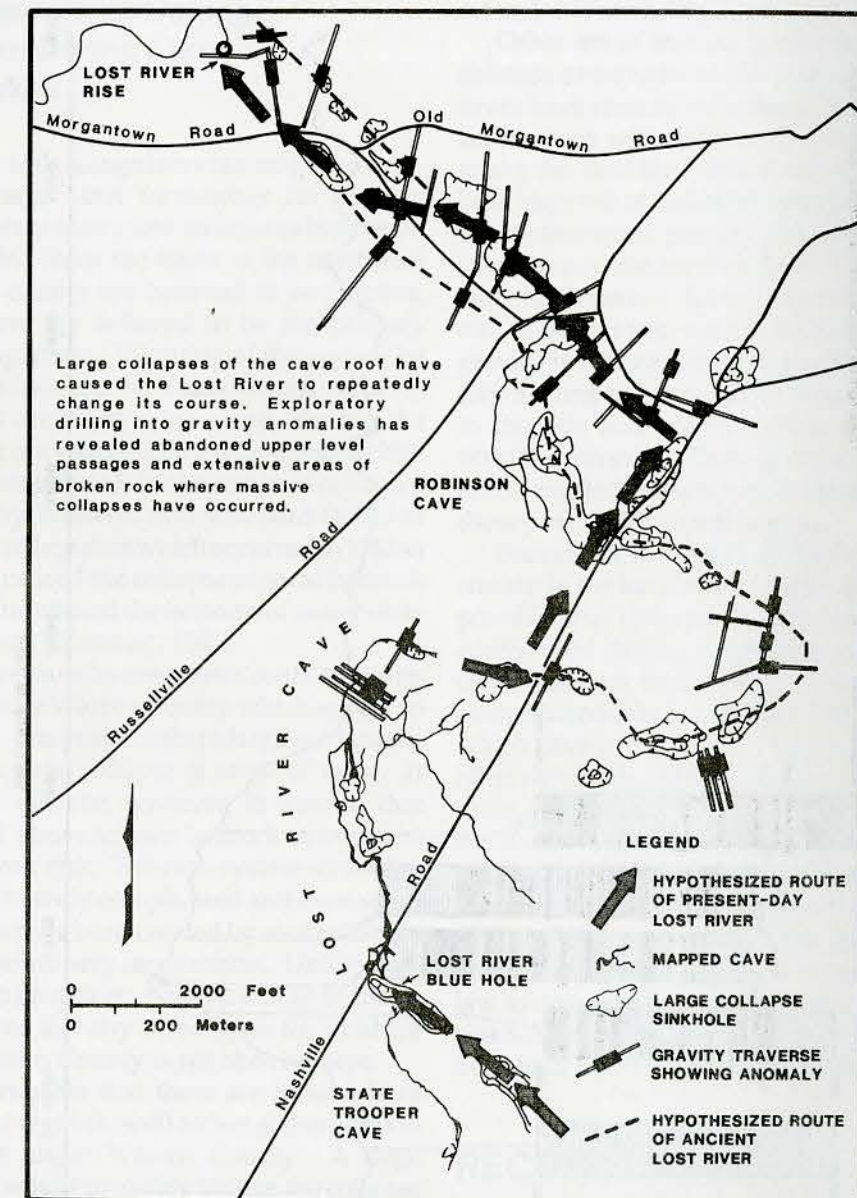 LOST RIVER
RISE
Morgantown Road
Old
Morgantown Road
Large collapses of the cave roof have
caused the Lost River to repeatedly
change its course. Exploratory
drilling into gravity anomalies has
revealed abandoned upper level
passages and extensive areas of
broken rock where massive
collapses have occurred.
ROBINSON
CAVE
Russellville Road
LOST RIVER CAVE
Nashville Road
LOST RIVER
BLUE HOLE
0 2000 Feet
0 200 Meters
STATE
TROOPER
CAVE
LEGEND
HYPOTHESIZED ROUTE
OF PRESENT-DAY
LOST RIVER
MAPPED CAVE
LARGE COLLAPSE
SINKHOLE
GRAVITY TRAVERSE
SHOWING ANOMALY
HYPOTHESIZED ROUTE
OF ANCIENT
LOST RIVER